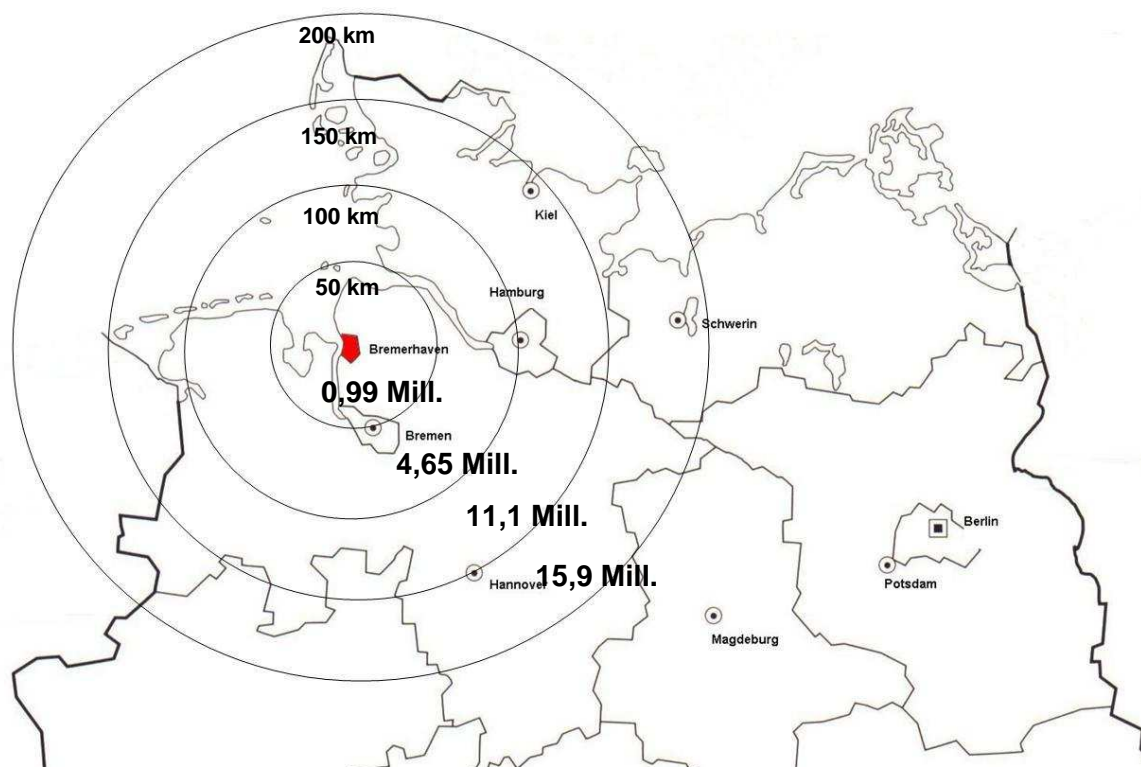 200 km
150 km
100 km
Kiel
50 km
Hamburg
Schwerin
Bremerhaven
0,99 Mill.
Bremen
4,65 Mill.
11,1 Mill.
Berlin
Hannover
15,9 Mill.
Potsdam
Magdeburg